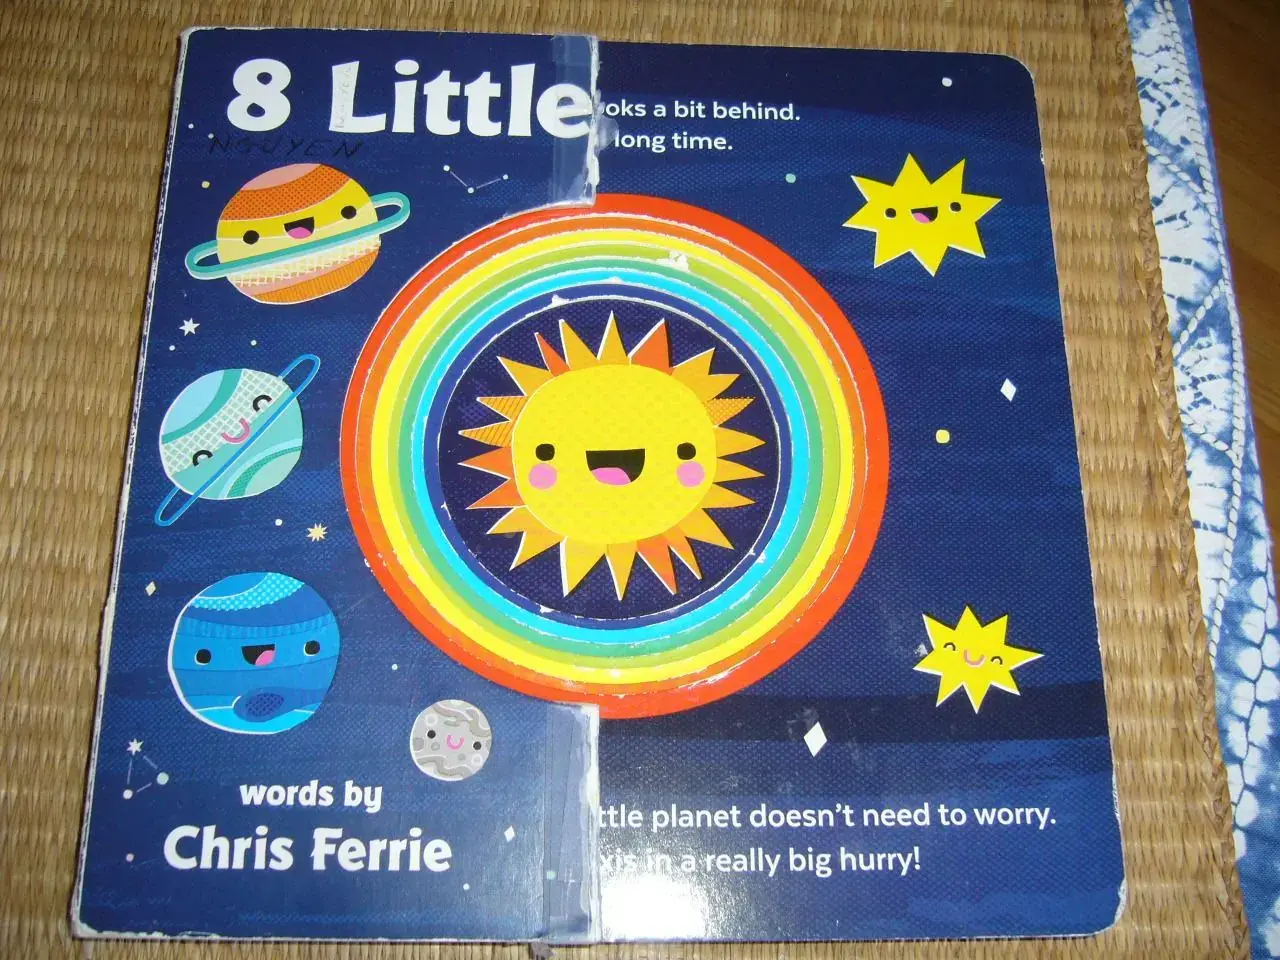 8 Little
NGUYEN
oks a bit behind.
long time.
words by
Chris Ferrie
ttle planet doesn't need to worry.
xis in a really big hurry!